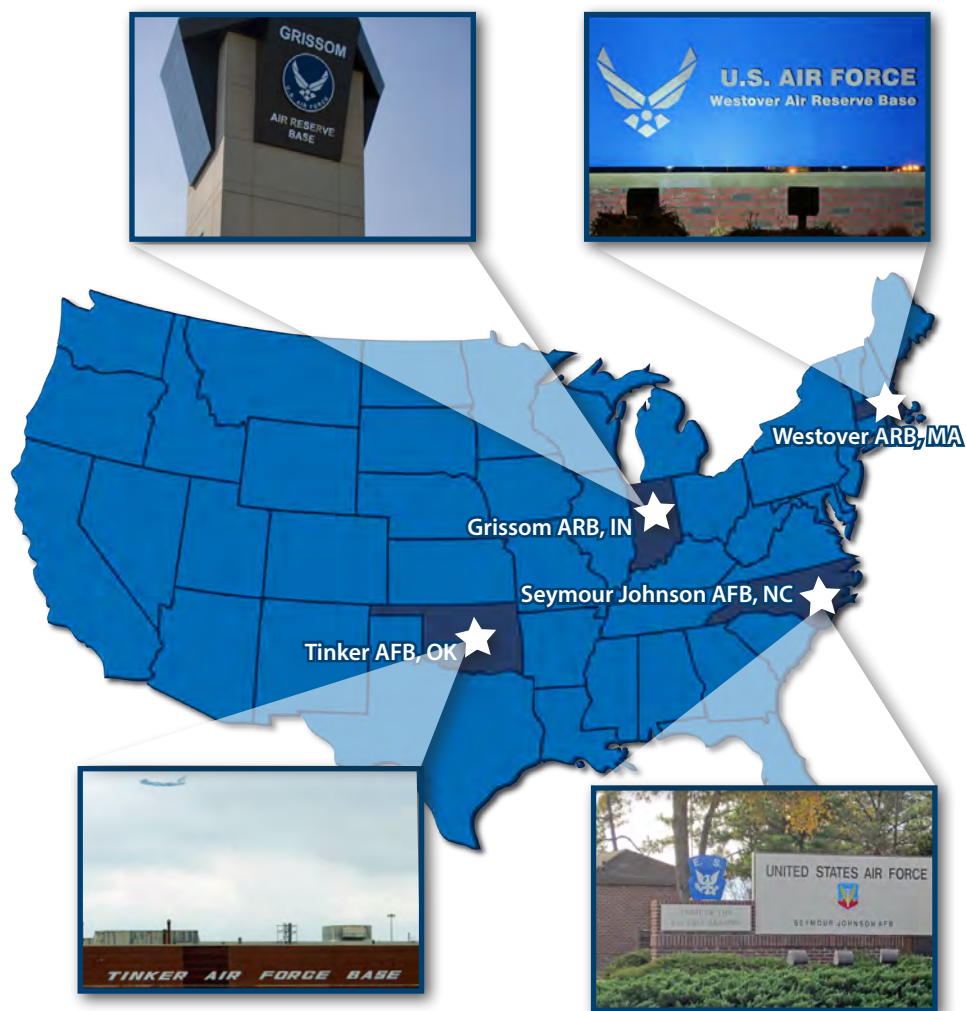 GRISSOM
U.S. AIR FORCE
AIR RESERVE
BASE
U.S. AIR FORCE
Westover Air Reserve Base
Westover ARB, MA
Grissom ARB, IN
Seymour Johnson AFB, NC
Tinker AFB, OK
TINKER AIR FORCE BASE
E. S.
UNITED STATES AIR FORCE
SEYMOUR JOHNSON AFB